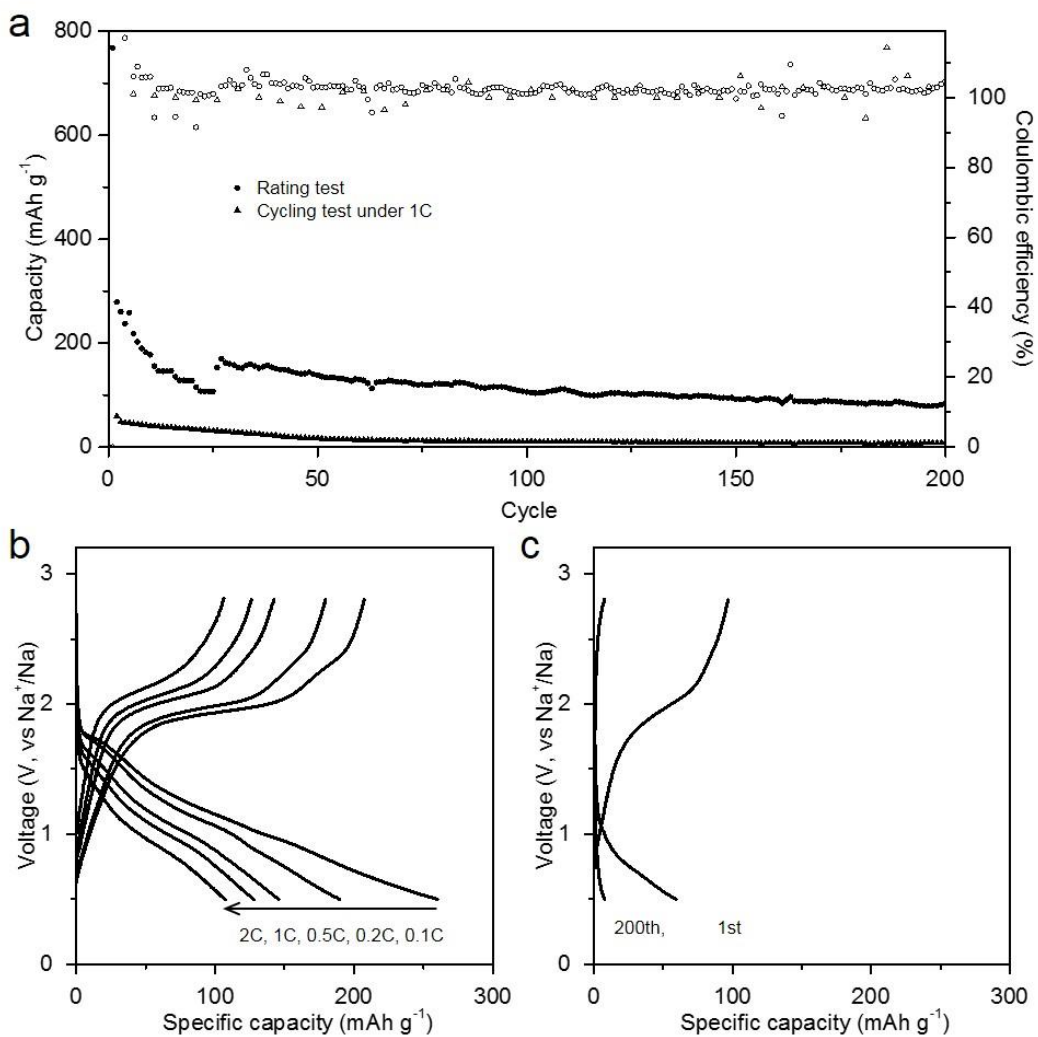 a
800
600
400
200
0
Capacity (mAh g⁻¹)
100
80
60
40
20
0
Colulombic efficiency (%)
Rating test
Cycling test under 1C
0 50 100 150 200
Cycle
b
3
2
1
0
Voltage (V, vs Na⁺/Na)
2C, 1C, 0.5C, 0.2C, 0.1C
0 100 200 300
Specific capacity (mAh g⁻¹)
c
3
2
1
0
Voltage (V, vs Na⁺/Na)
200th, 1st
0 100 200 300
Specific capacity (mAh g⁻¹)